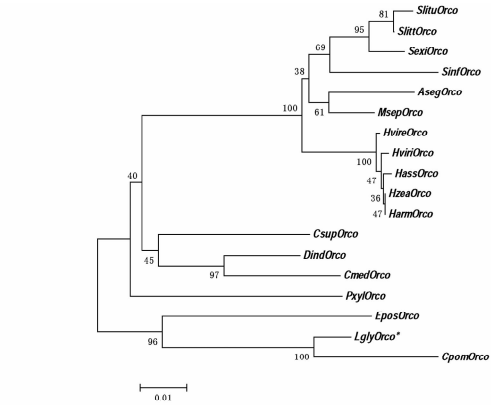 SlituOrco
81
SlittOrco
95
SexiOrco
69
SinfOrco
38
AsegOrco
61
MsepOrco
100
HvireOrco
HviriOrco
100
HassOrco
47
HzeaOrco
36
HarmOrco
47
40
CsupOrco
45
DindOrco
97
CmedOrco
PxylOrco
EposOrco
96
LglyOrco*
100
CpomOrco
0.01